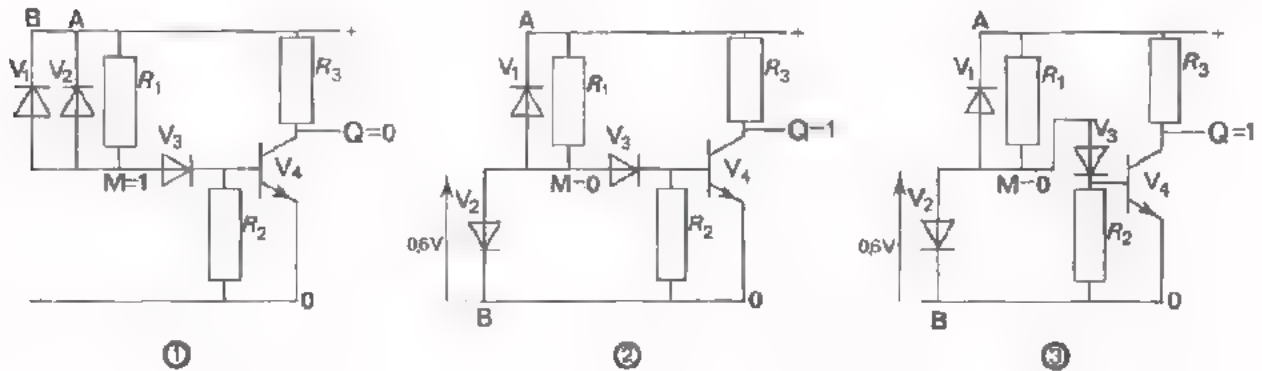 B A +
V1 V2 R1 R3
V3 Q=0
M=1 V4
R2
0
①
A +
V1 R1 R3
V3 Q-1
M-0 V4
V2
0,6V R2
0
B
②
A +
V1 R1 R3
V3 Q=1
M-0 V4
V2
0,6V R2
0
B
③